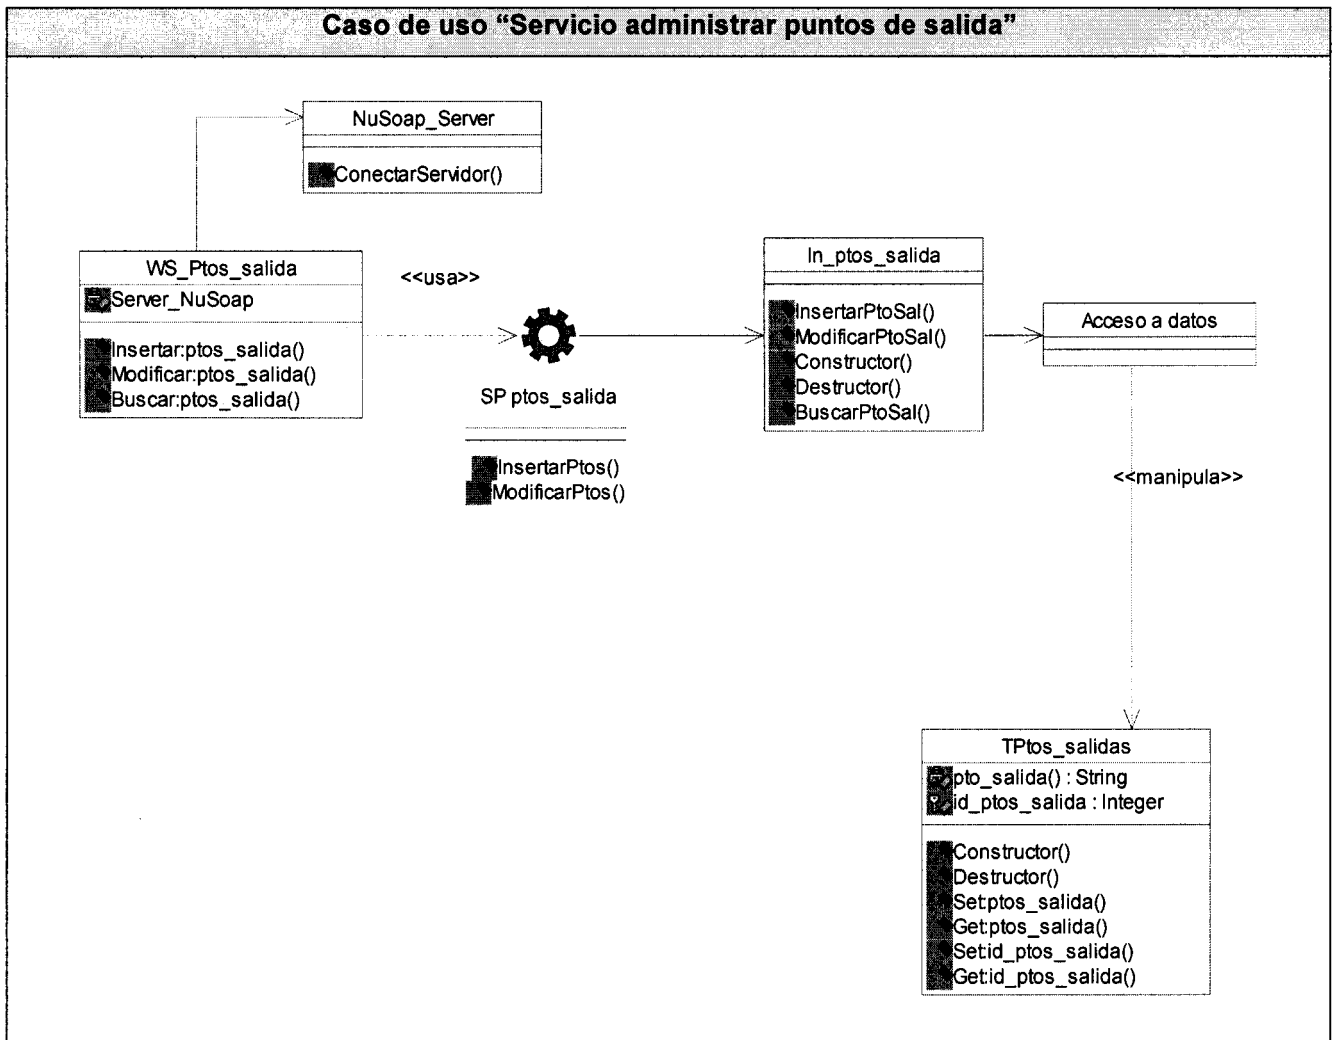 Caso de uso “Servicio administrar puntos de salida”
NuSoap_Server
ConectarServidor()
WS_Ptos_salida
Server_NuSoap
Insertar:ptos_salida()
Modificar:ptos_salida()
Buscar:ptos_salida()
<<usa>>
SP ptos_salida
InsertarPtos()
ModificarPtos()
In_ptos_salida
InsertarPtoSal()
ModificarPtoSal()
Constructor()
Destructor()
BuscarPtoSal()
Acceso a datos
<<manipula>>
TPtos_salidas
pto_salida() : String
id_ptos_salida : Integer
Constructor()
Destructor()
Set:ptos_salida()
Get:ptos_salida()
Set:id_ptos_salida()
Get:id_ptos_salida()